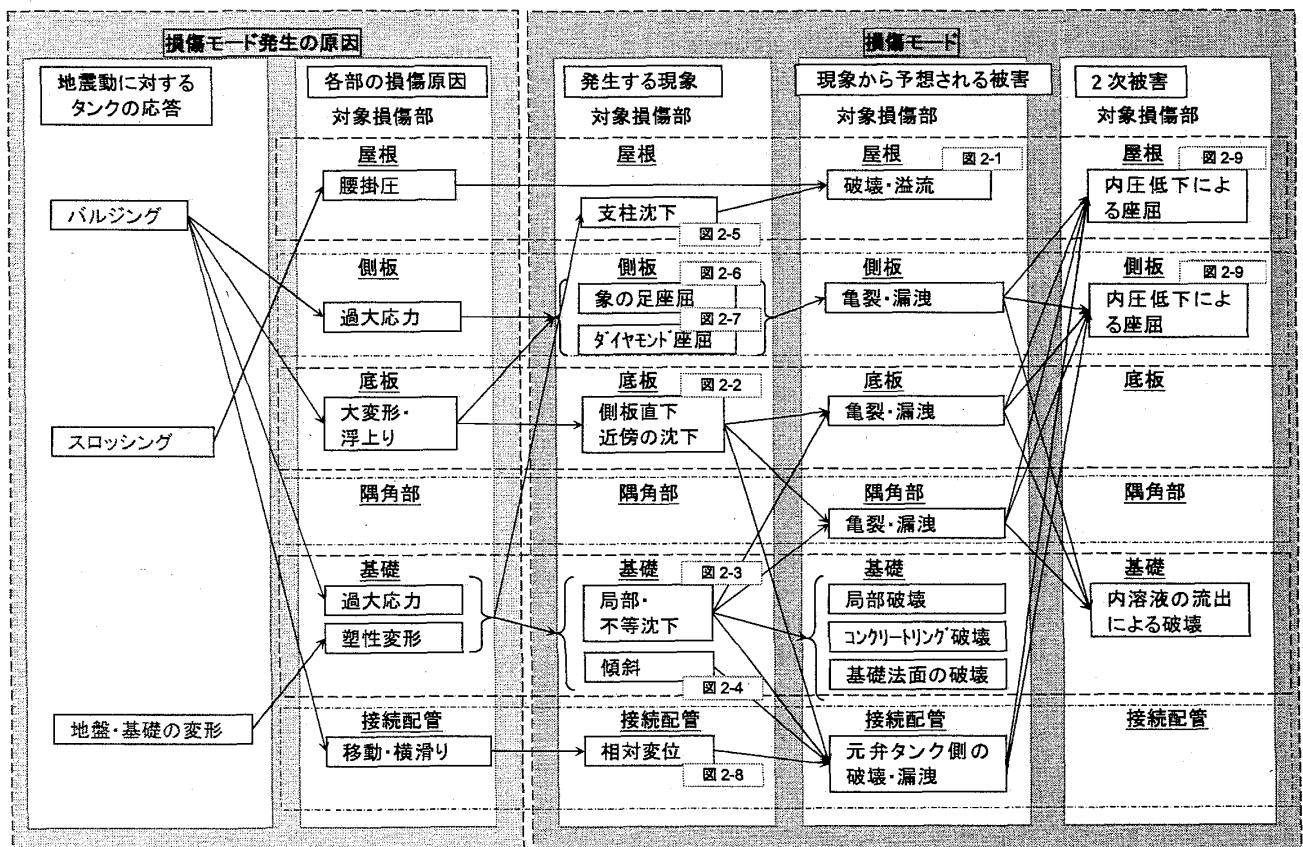 損傷モード発生の原因
損傷モード
地震動に対する
タンクの応答
各部の損傷原因
対象損傷部
発生する現象
対象損傷部
現象から予想される被害
対象損傷部
2次被害
対象損傷部
バルジング
スロッシング
地盤・基礎の変形
屋根
腰掛圧
側板
過大応力
底板
大変形・
浮上り
隅角部
基礎
過大応力
塑性変形
接続配管
移動・横滑り
屋根
支柱沈下
図 2-5
側板
図 2-6
象の足座屈
図 2-7
ダイヤモンド座屈
底板
図 2-2
側板直下
近傍の沈下
隅角部
基礎
図 2-3
局部・
不等沈下
傾斜
図 2-4
接続配管
相対変位
図 2-8
屋根
図 2-1
破壊・溢流
側板
亀裂・漏洩
底板
亀裂・漏洩
隅角部
亀裂・漏洩
基礎
局部破壊
コンクリートリング破壊
基礎法面の破壊
接続配管
元弁タンク側の
破壊・漏洩
屋根
図 2-9
内圧低下によ
る座屈
側板
図 2-9
内圧低下によ
る座屈
底板
隅角部
基礎
内溶液の流出
による破壊
接続配管